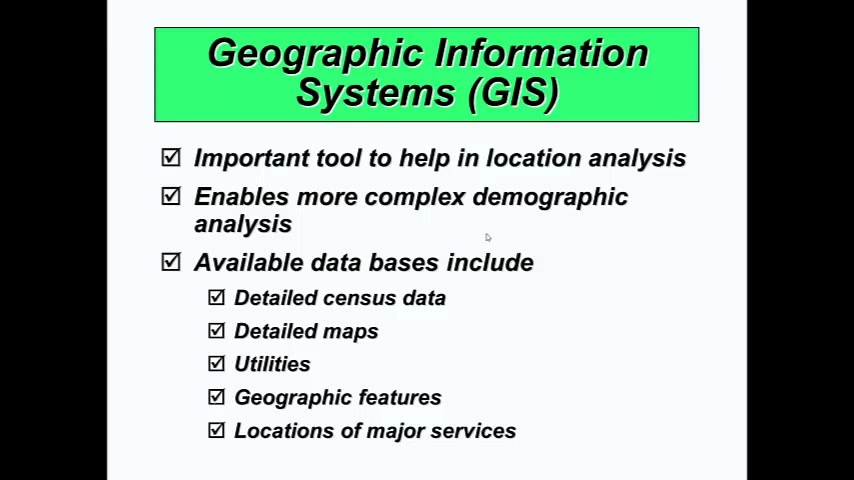 Geographic Information
Systems (GIS)
Important tool to help in location analysis
Enables more complex demographic
analysis
Available data bases include
Detailed census data
Detailed maps
Utilities
Geographic features
Locations of major services